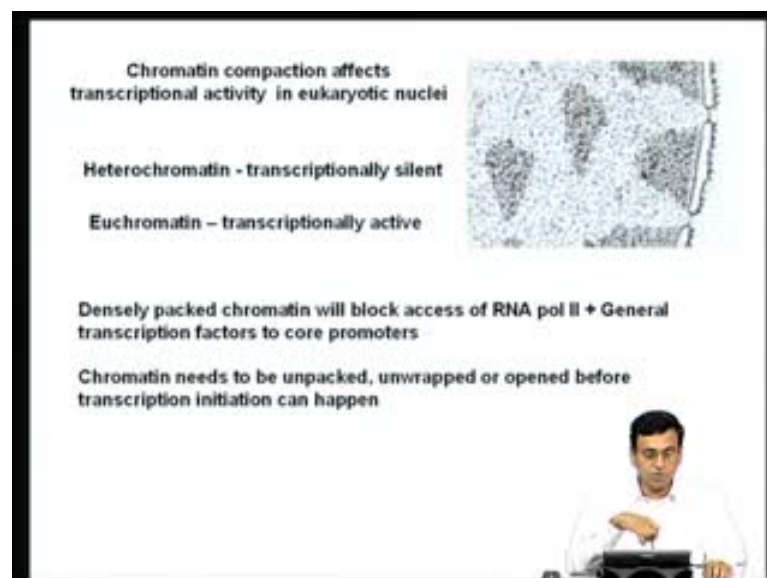 Chromatin compaction affects
transcriptional activity in eukaryotic nuclei
Heterochromatin - transcriptionally silent
Euchromatin – transcriptionally active
Densely packed chromatin will block access of RNA pol II + General
transcription factors to core promoters
Chromatin needs to be unpacked, unwrapped or opened before
transcription initiation can happen